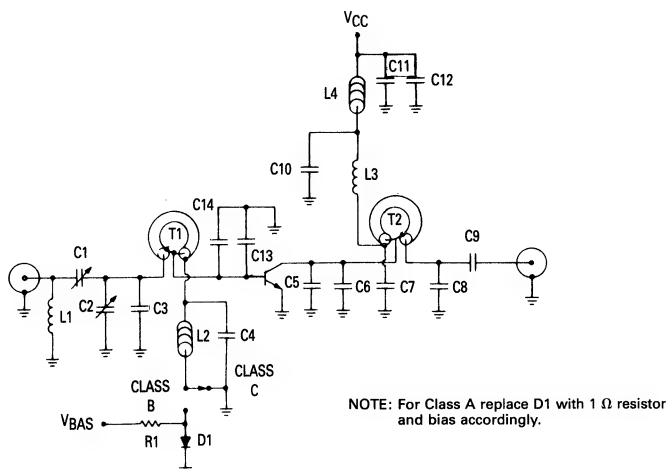 VCC
C11
C12
L4
C10
L3
C14
T1
T2
C1
C13
C9
C2
C3
C5
C6
C7
C8
L1
L2
C4
CLASS
B
CLASS
C
VBAS
R1
D1
NOTE: For Class A replace D1 with 1 Ω resistor
and bias accordingly.